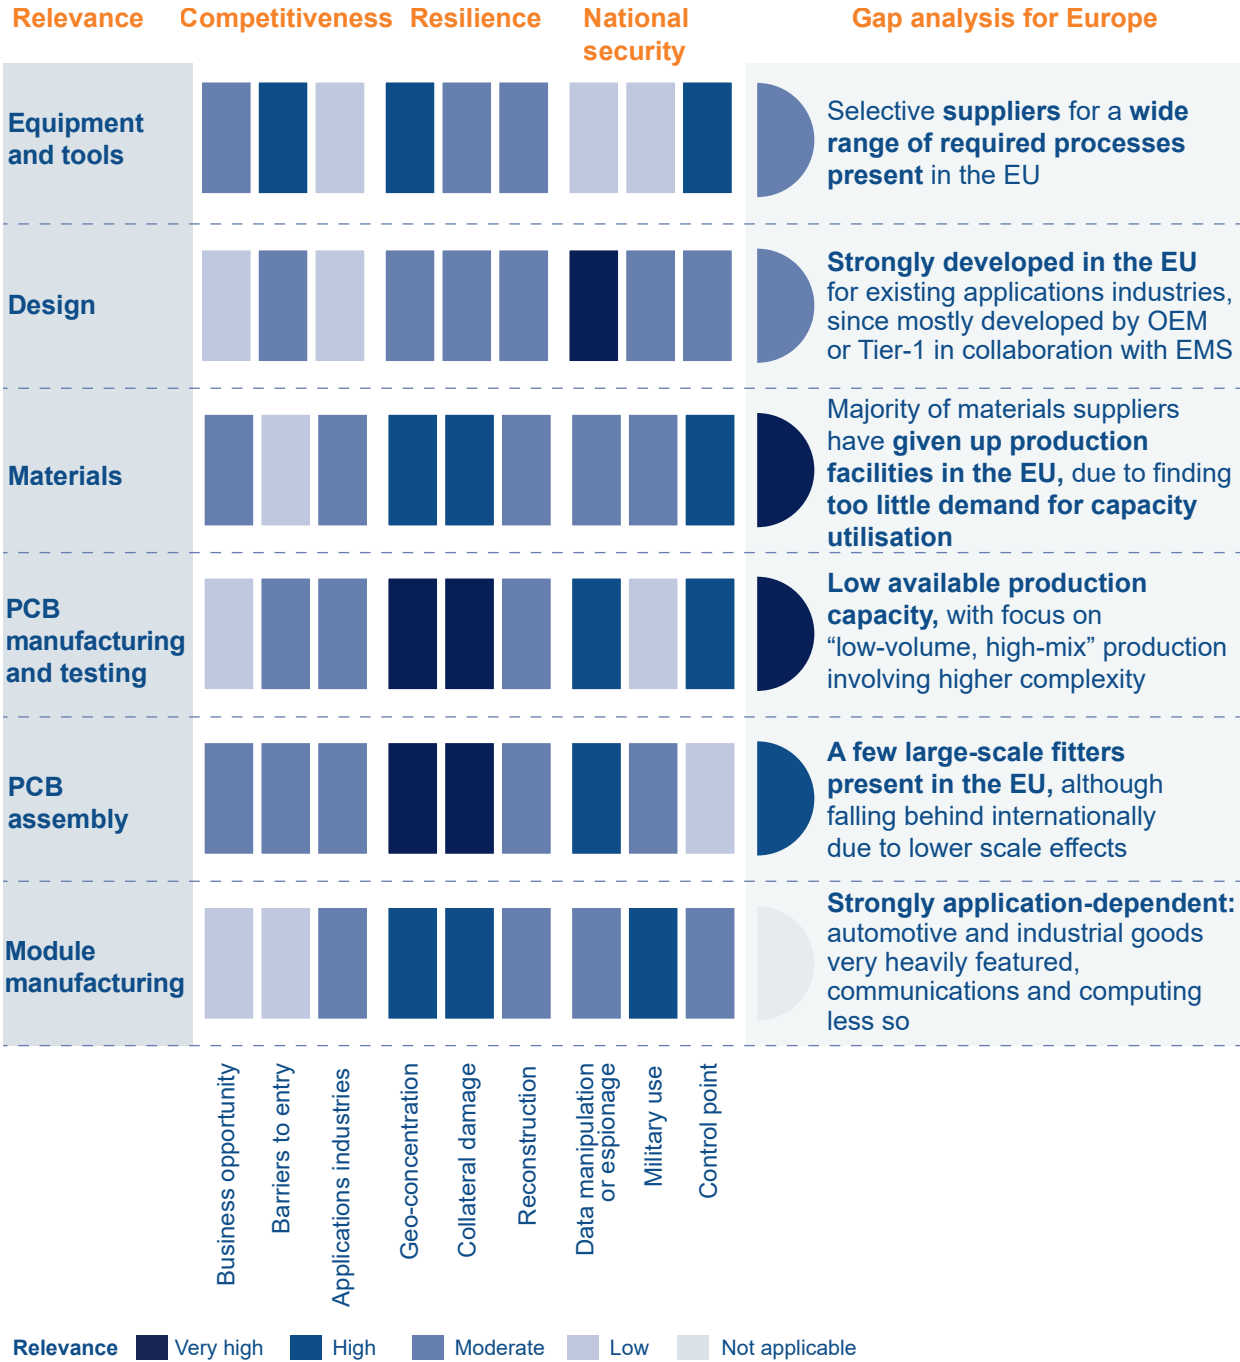 Relevance
Competitiveness
Resilience
National
security
Gap analysis for Europe
Equipment
and tools
Selective suppliers for a wide
range of required processes
present in the EU
Design
Strongly developed in the EU
for existing applications industries,
since mostly developed by OEM
or Tier-1 in collaboration with EMS
Materials
Majority of materials suppliers
have given up production
facilities in the EU, due to finding
too little demand for capacity
utilisation
PCB
manufacturing
and testing
Low available production
capacity, with focus on
“low-volume, high-mix” production
involving higher complexity
PCB
assembly
A few large-scale fitters
present in the EU, although
falling behind internationally
due to lower scale effects
Module
manufacturing
Strongly application-dependent:
automotive and industrial goods
very heavily featured,
communications and computing
less so
Business opportunity
Barriers to entry
Applications industries
Geo-concentration
Collateral damage
Reconstruction
Data manipulation
or espionage
Military use
Control point
Relevance
Very high
High
Moderate
Low
Not applicable